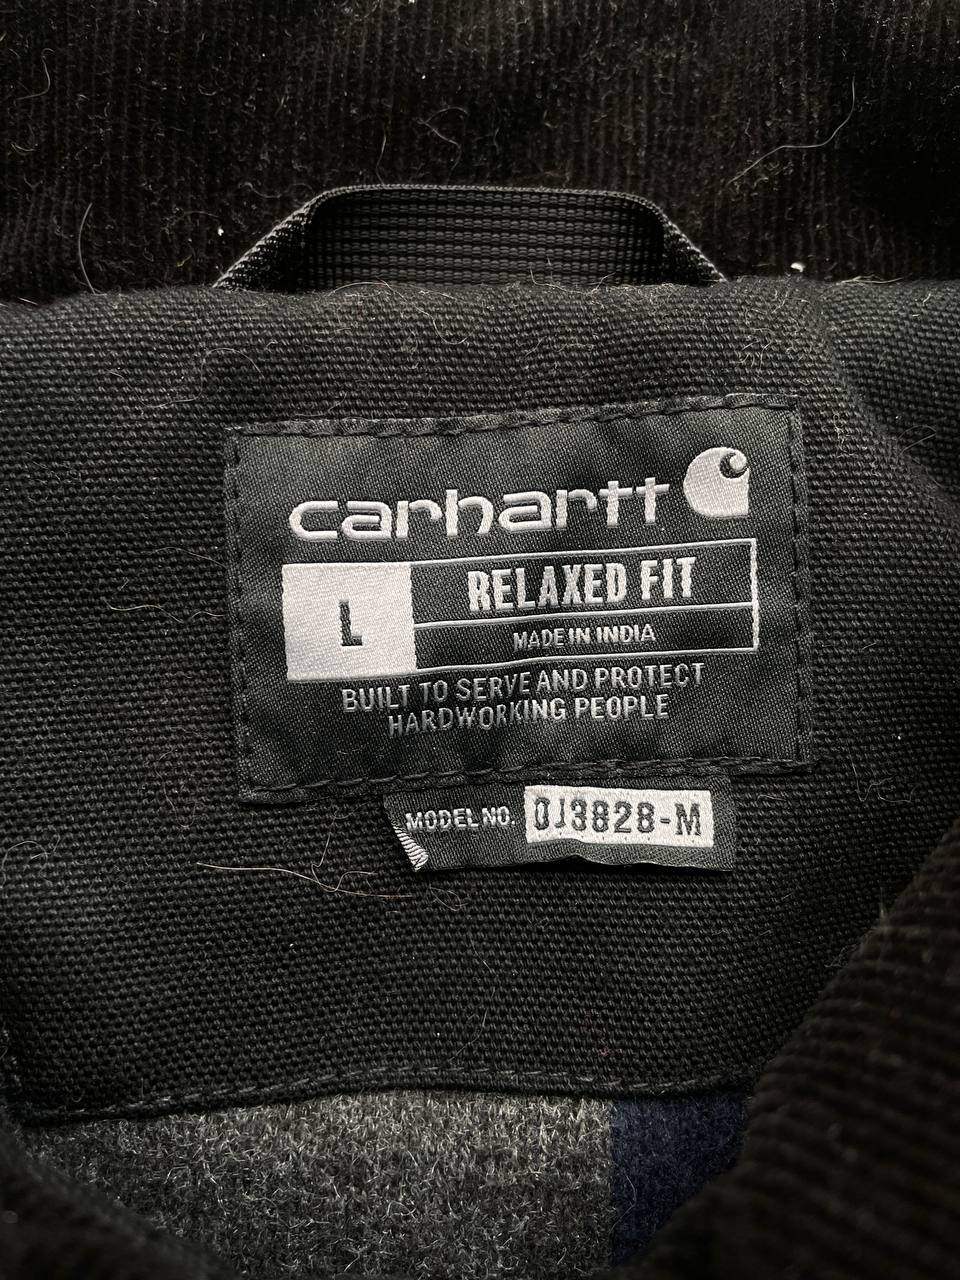 carhartt
L
RELAXED FIT
MADE IN INDIA
BUILT TO SERVE AND PROTECT
HARDWORKING PEOPLE
MODEL NO. OJ3828-M